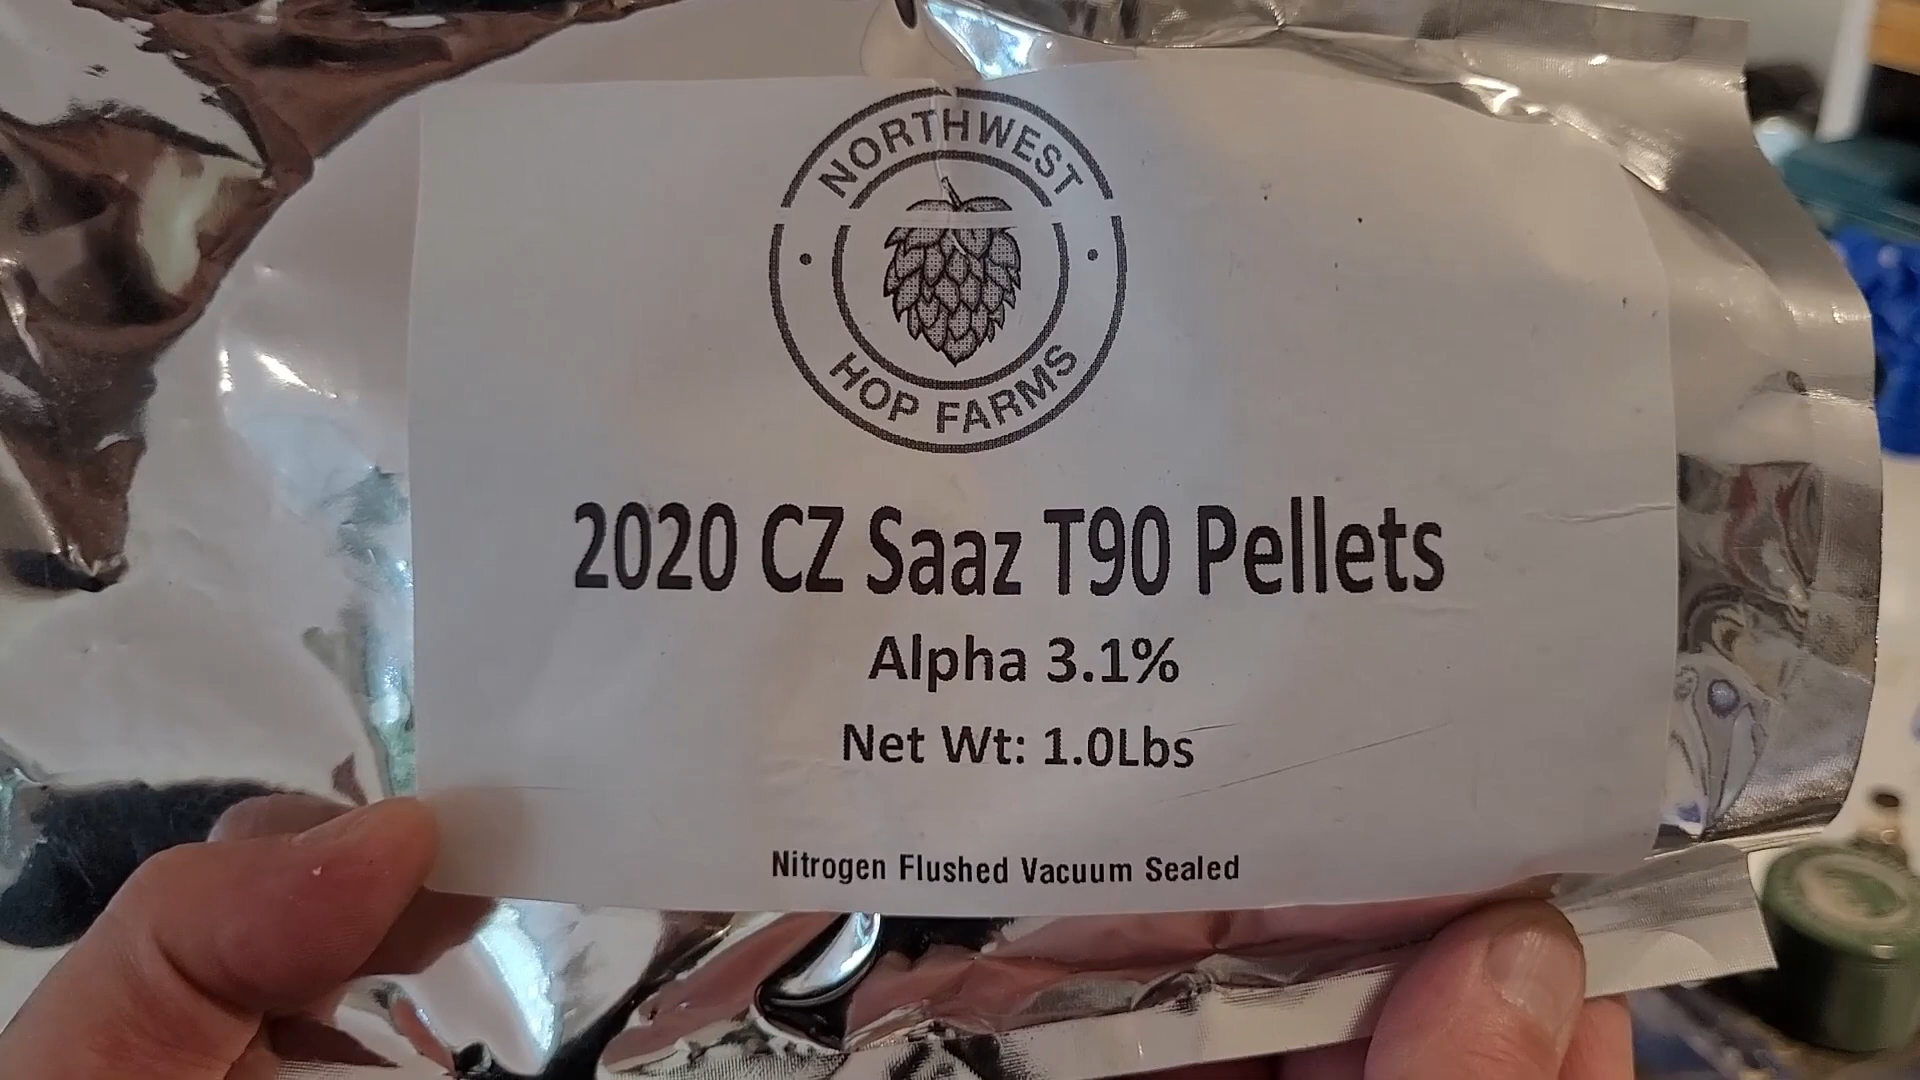 NORTHWEST
HOP FARMS
2020 CZ Saaz T90 Pellets
Alpha 3.1%
Net Wt: 1.0Lbs
Nitrogen Flushed Vacuum Sealed